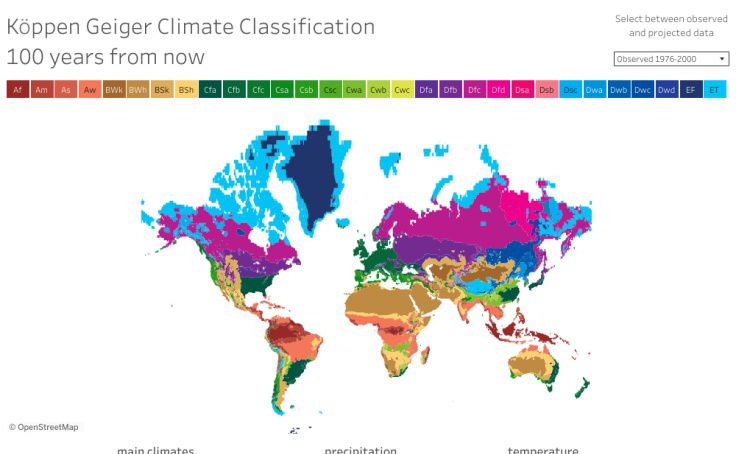 Köppen Geiger Climate Classification
100 years from now
Select between observed
and projected data
Observed 1976-2000
Af Am As Aw BWk BWh BSk BSh Cfa Cfb Cfc Csa Csb Csc Cwa Cwb Cwc Dfa Dfb Dfc Dfd Dsa Dsb Dsc Dwa Dwb Dwc Dwd EF ET
© OpenStreetMap
main climates precipitation temperature